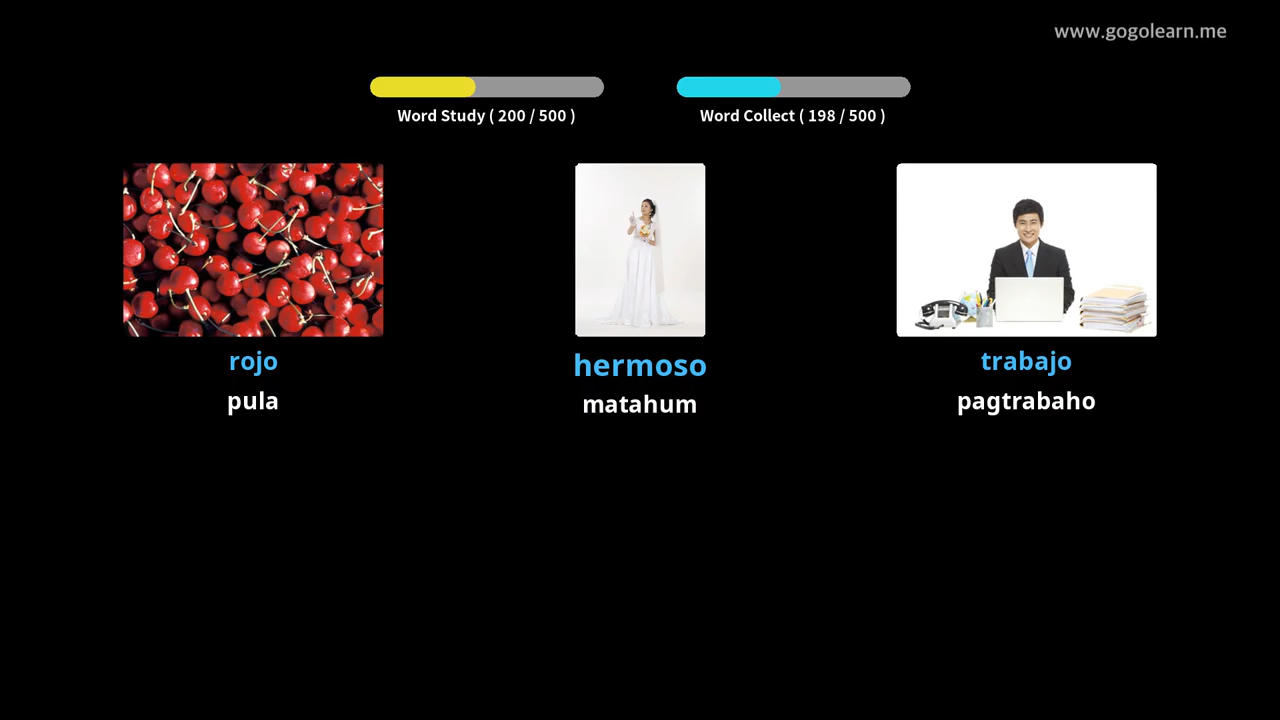 www.gogolearn.me
Word Study ( 200 / 500 )
Word Collect ( 198 / 500 )
rojo
pula
hermoso
matahum
trabajo
pagtrabaho